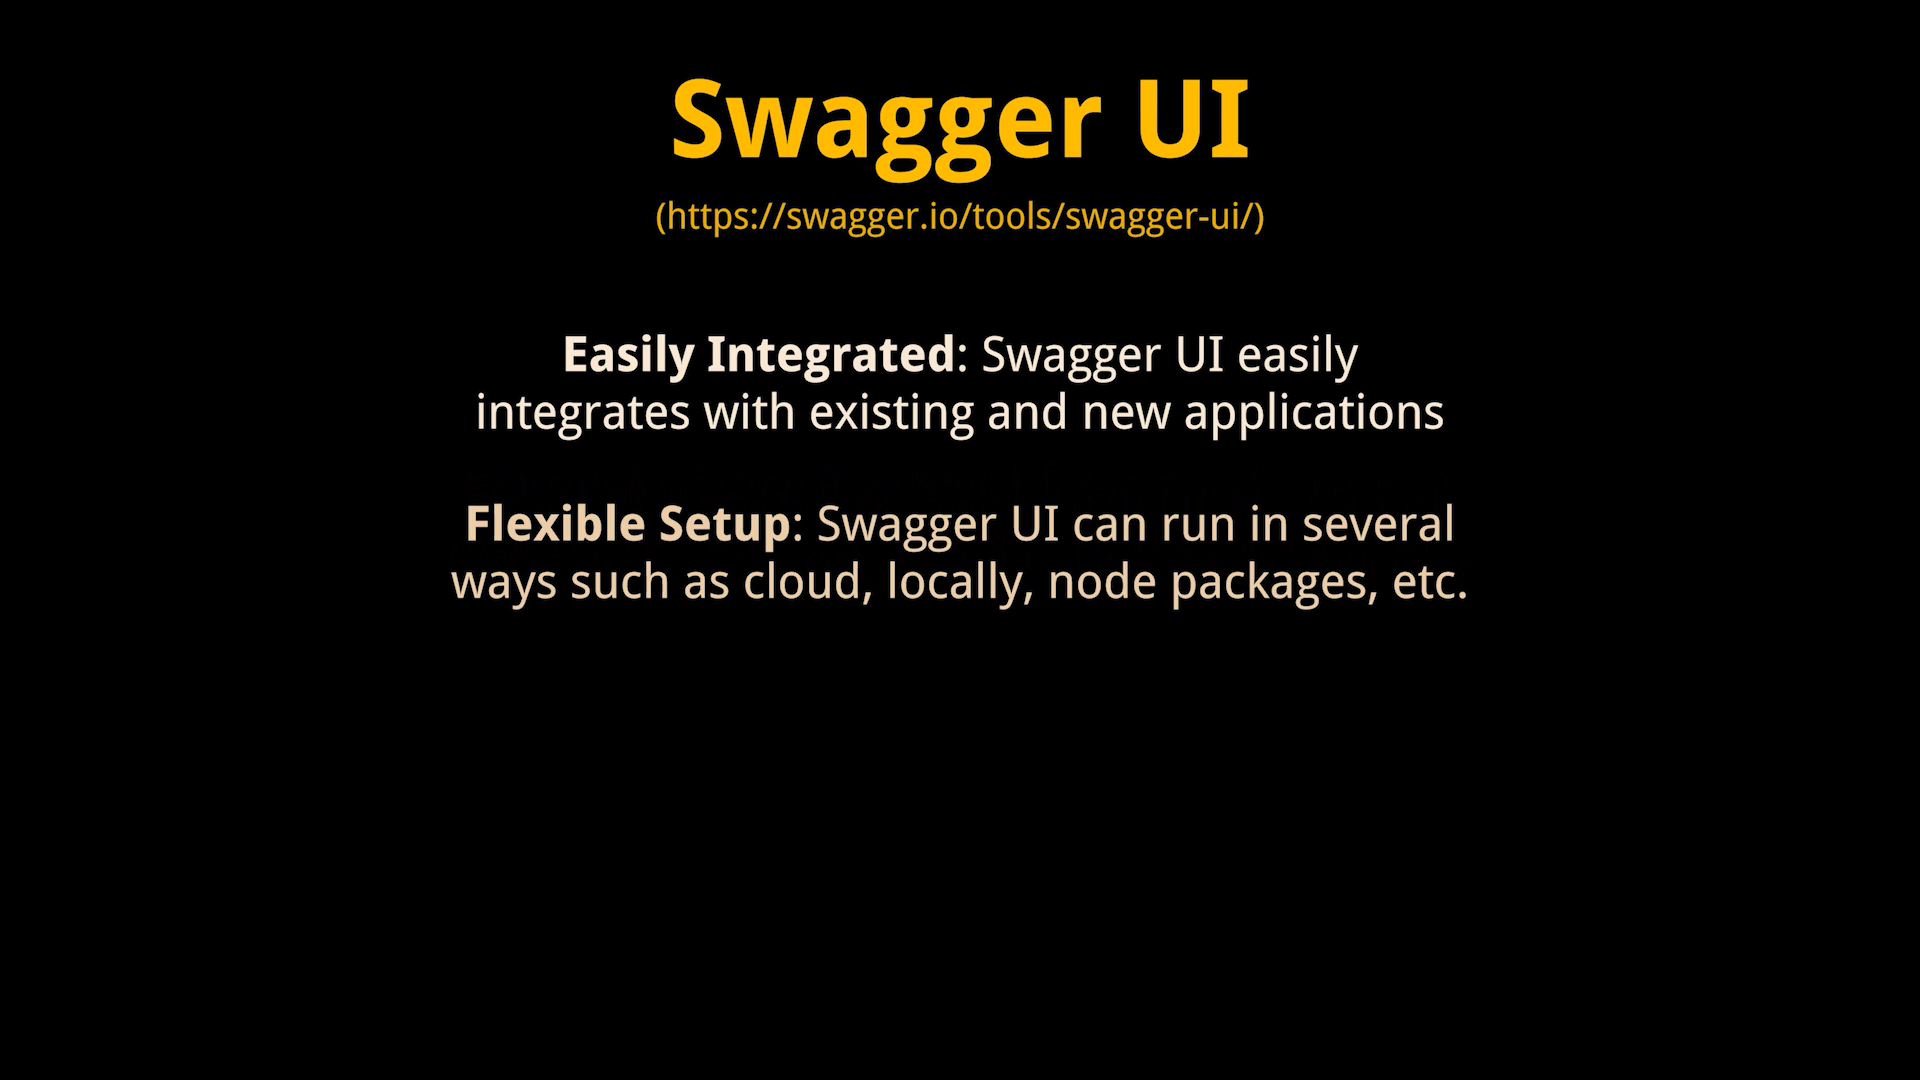 Swagger UI
(https://swagger.io/tools/swagger-ui/)
Easily Integrated: Swagger UI easily
integrates with existing and new applications
Flexible Setup: Swagger UI can run in several
ways such as cloud, locally, node packages, etc.